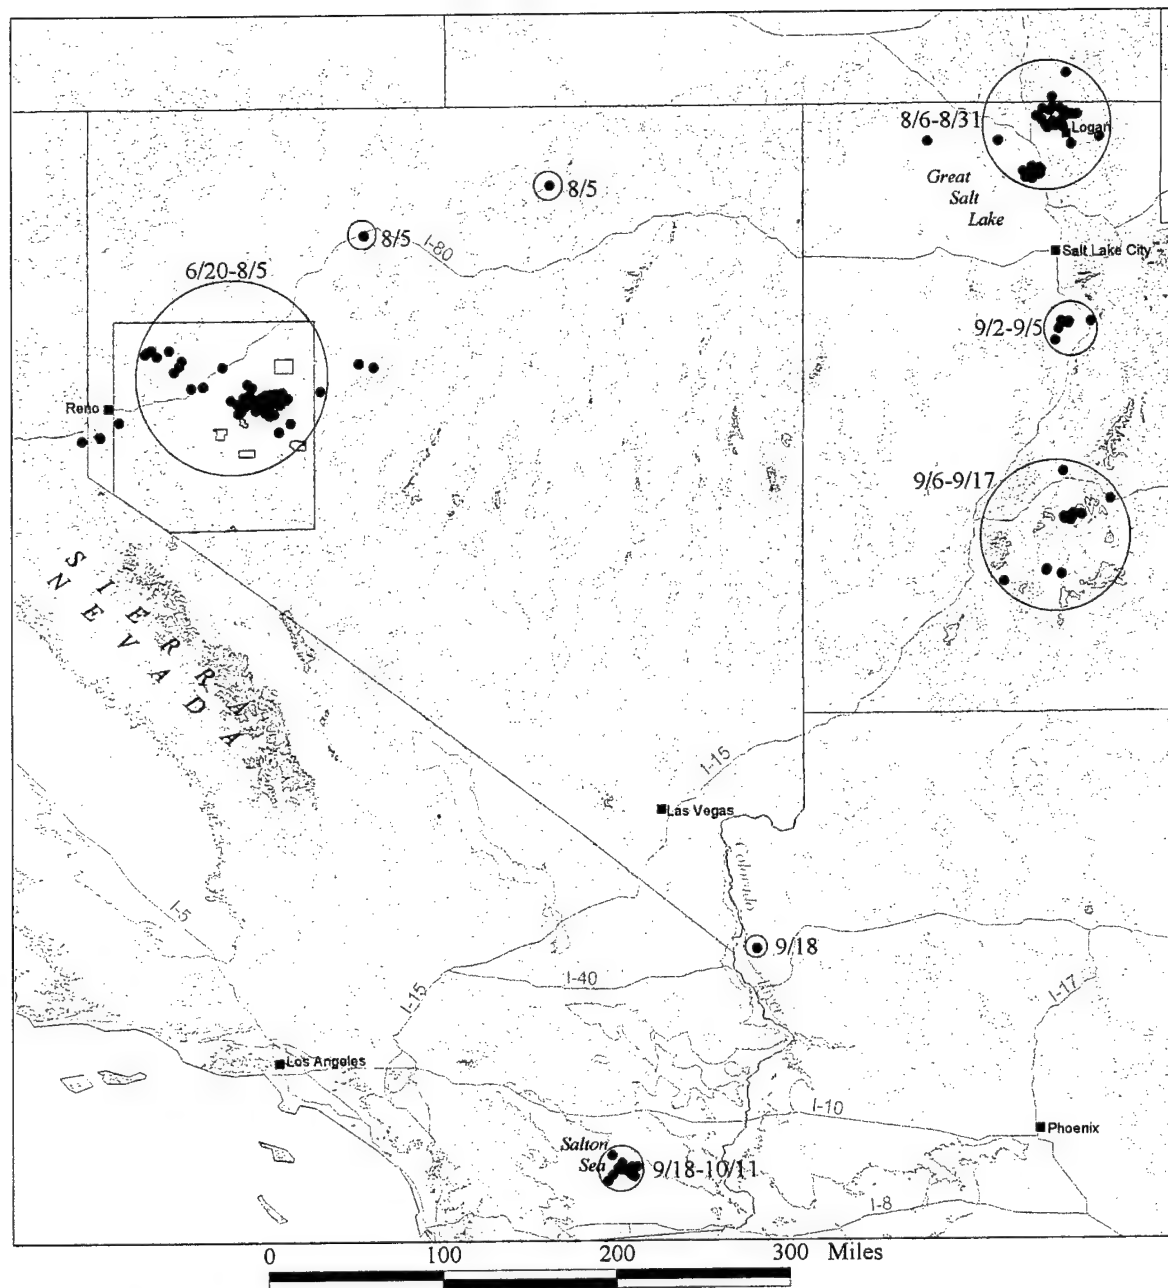 8/6-8/31
Logan
Great
Salt
Lake
8/5
8/5
I-80
Salt Lake City
6/20-8/5
9/2-9/5
Reno
9/6-9/17
SIERRA
NEVADA
I-15
Las Vegas
Colorado
River
9/18
I-5
I-40
I-15
I-17
Los Angeles
I-10
Phoenix
Salton
Sea
9/18-10/11
I-8
0 100 200 300 Miles